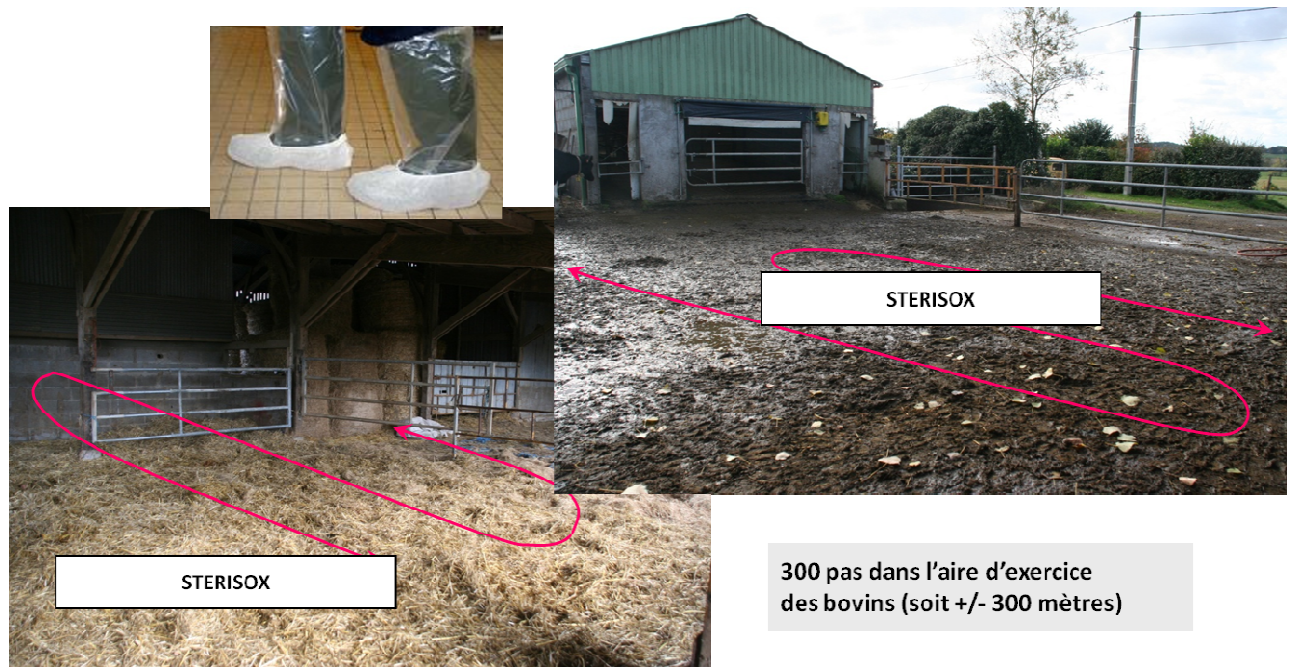 STERISOX
STERISOX
300 pas dans l'aire d'exercice
des bovins (soit +/- 300 mètres)